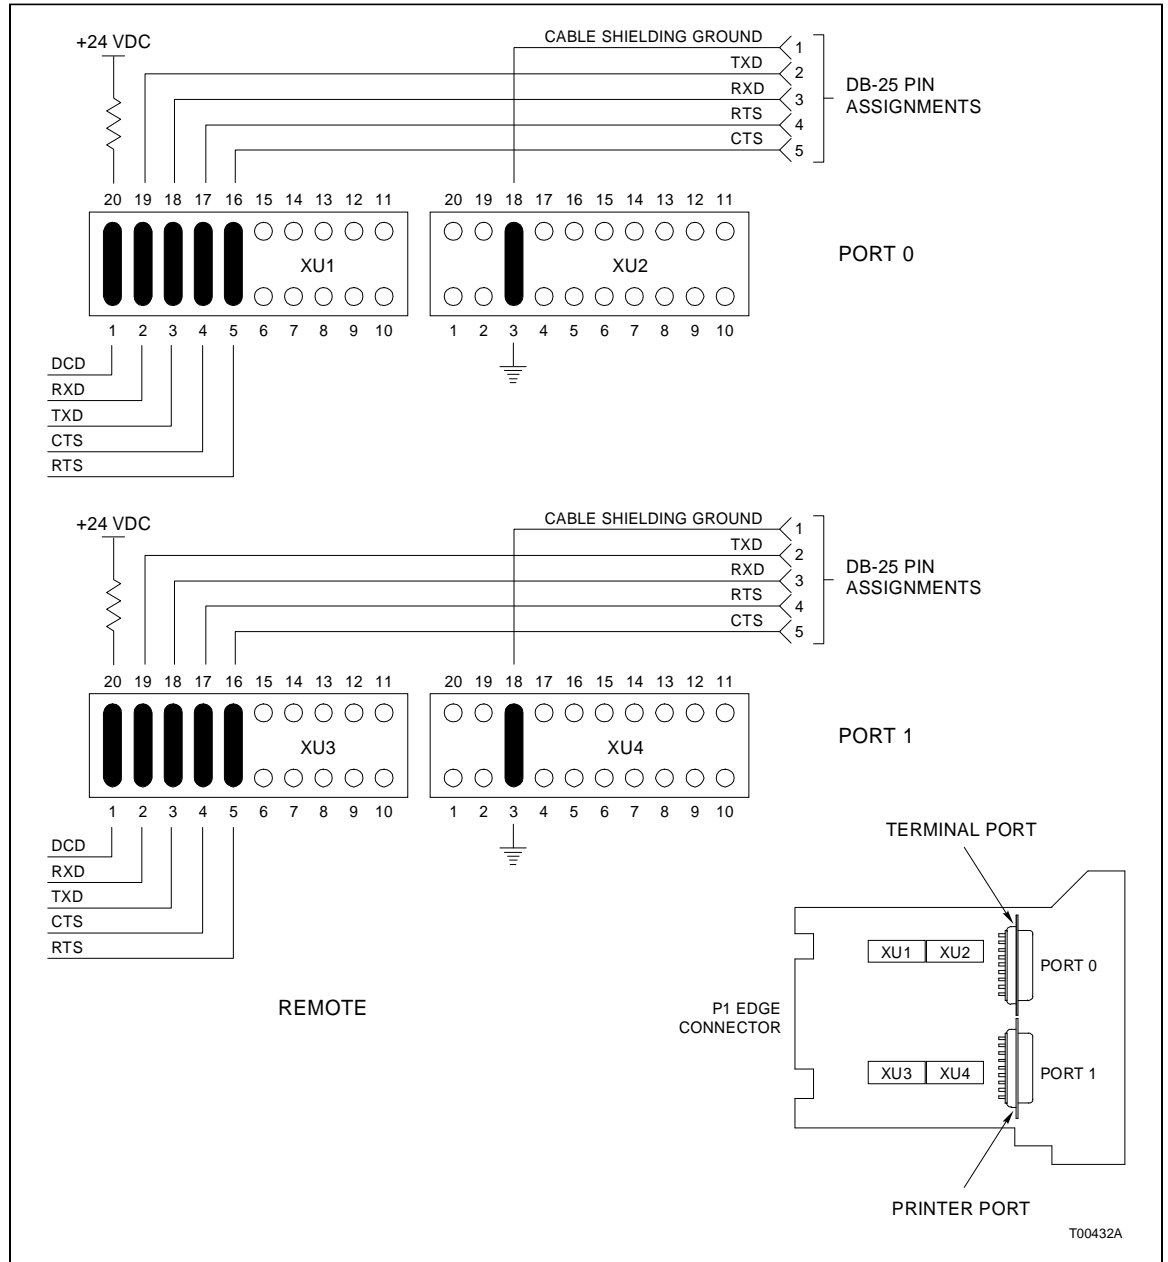 +24 VDC
CABLE SHIELDING GROUND 1
TXD 2
RXD 3
RTS 4
CTS 5
DB-25 PIN
ASSIGNMENTS
20 19 18 17 16 15 14 13 12 11
XU1
1 2 3 4 5 6 7 8 9 10
20 19 18 17 16 15 14 13 12 11
XU2
1 2 3 4 5 6 7 8 9 10
PORT 0
DCD
RXD
TXD
CTS
RTS
+24 VDC
CABLE SHIELDING GROUND 1
TXD 2
RXD 3
RTS 4
CTS 5
DB-25 PIN
ASSIGNMENTS
20 19 18 17 16 15 14 13 12 11
XU3
1 2 3 4 5 6 7 8 9 10
20 19 18 17 16 15 14 13 12 11
XU4
1 2 3 4 5 6 7 8 9 10
PORT 1
DCD
RXD
TXD
CTS
RTS
REMOTE
TERMINAL PORT
XU1 XU2
PORT 0
P1 EDGE
CONNECTOR
XU3 XU4
PORT 1
PRINTER PORT
T00432A